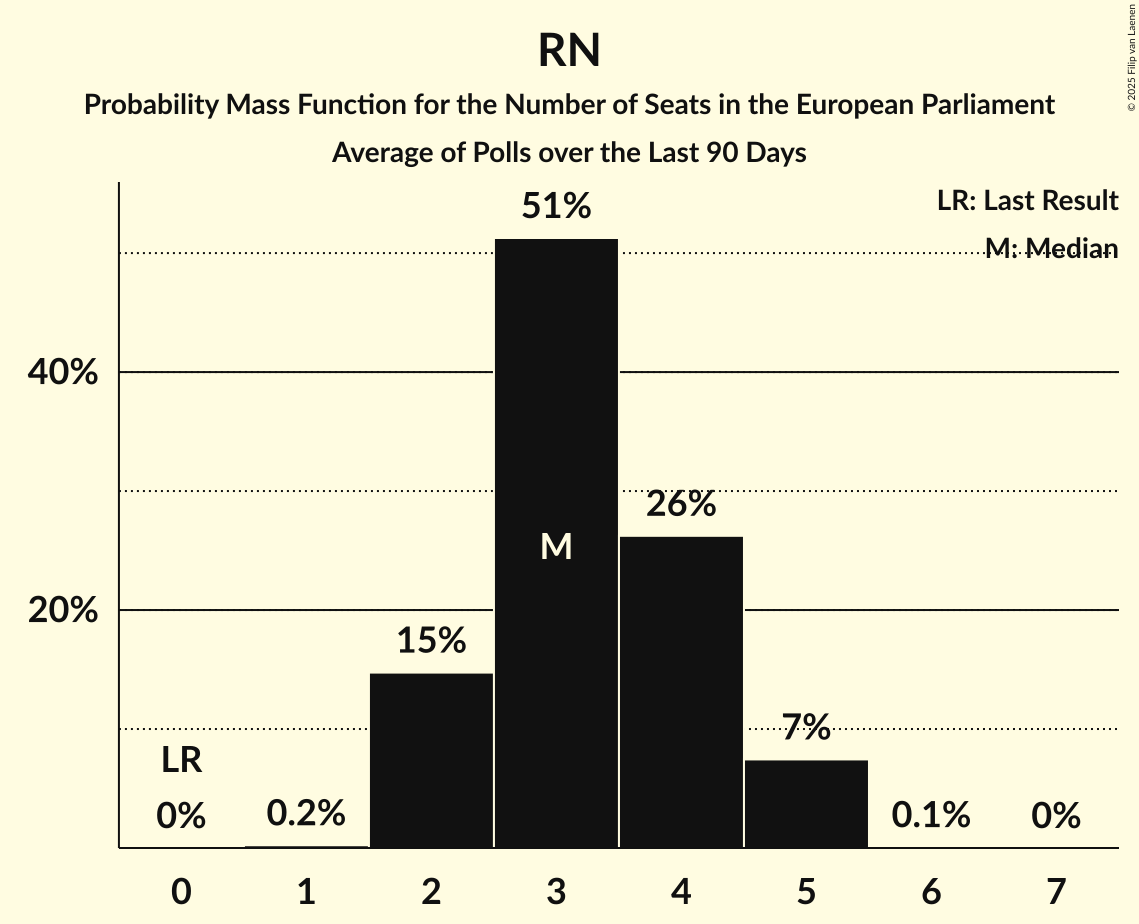 RN
Probability Mass Function for the Number of Seats in the European Parliament
Average of Polls over the Last 90 Days
© 2025 Filip van Laenen
LR: Last Result
M: Median
51%
40%
26%
M
20%
15%
7%
LR
0%
0.2%
0.1%
0%
0 1 2 3 4 5 6 7